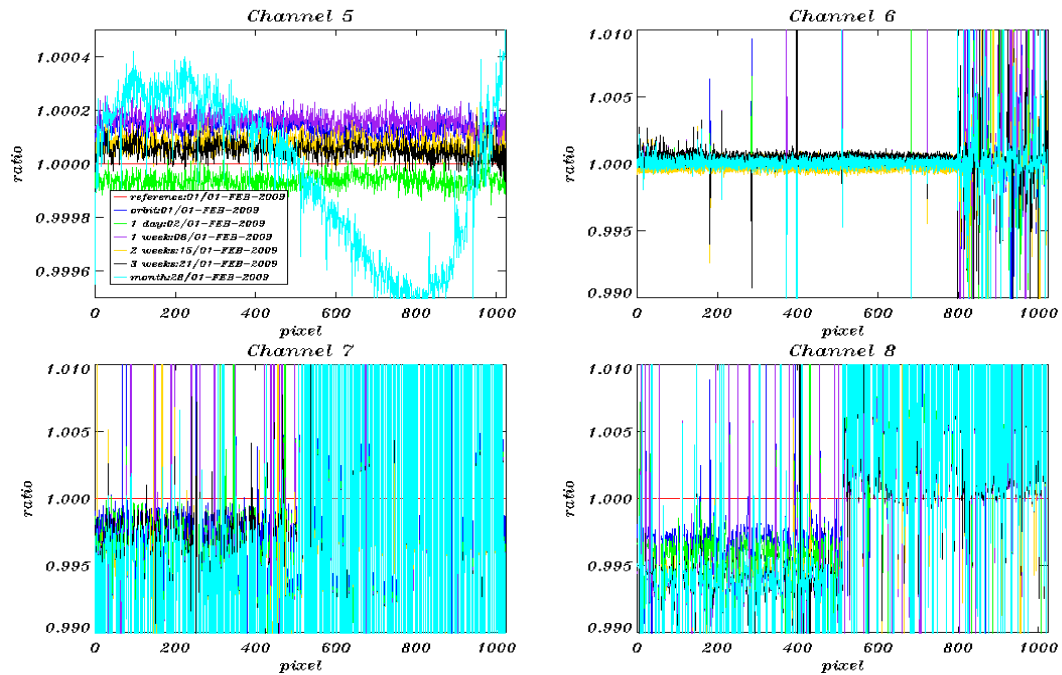 Channel 5
1.0004
1.0002
1.0000
0.9998
0.9996
ratio
reference:01/01-FEB-2009
orbit:01/01-FEB-2009
1 day:02/01-FEB-2009
1 week:08/01-FEB-2009
2 weeks:15/01-FEB-2009
3 weeks:21/01-FEB-2009
month:28/01-FEB-2009
0 200 400 600 800 1000
pixel
Channel 6
1.010
1.005
1.000
0.995
0.990
ratio
0 200 400 600 800 1000
pixel
Channel 7
1.010
1.005
1.000
0.995
0.990
ratio
0 200 400 600 800 1000
pixel
Channel 8
1.010
1.005
1.000
0.995
0.990
ratio
0 200 400 600 800 1000
pixel